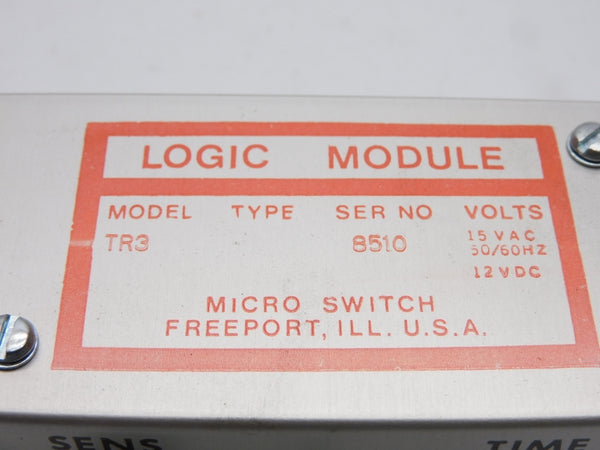 LOGIC MODULE
MODEL TYPE SER NO VOLTS
TR3 8510 15 VAC
50/60HZ
12 VDC
MICRO SWITCH
FREEPORT, ILL. U.S.A.
SENS TIME